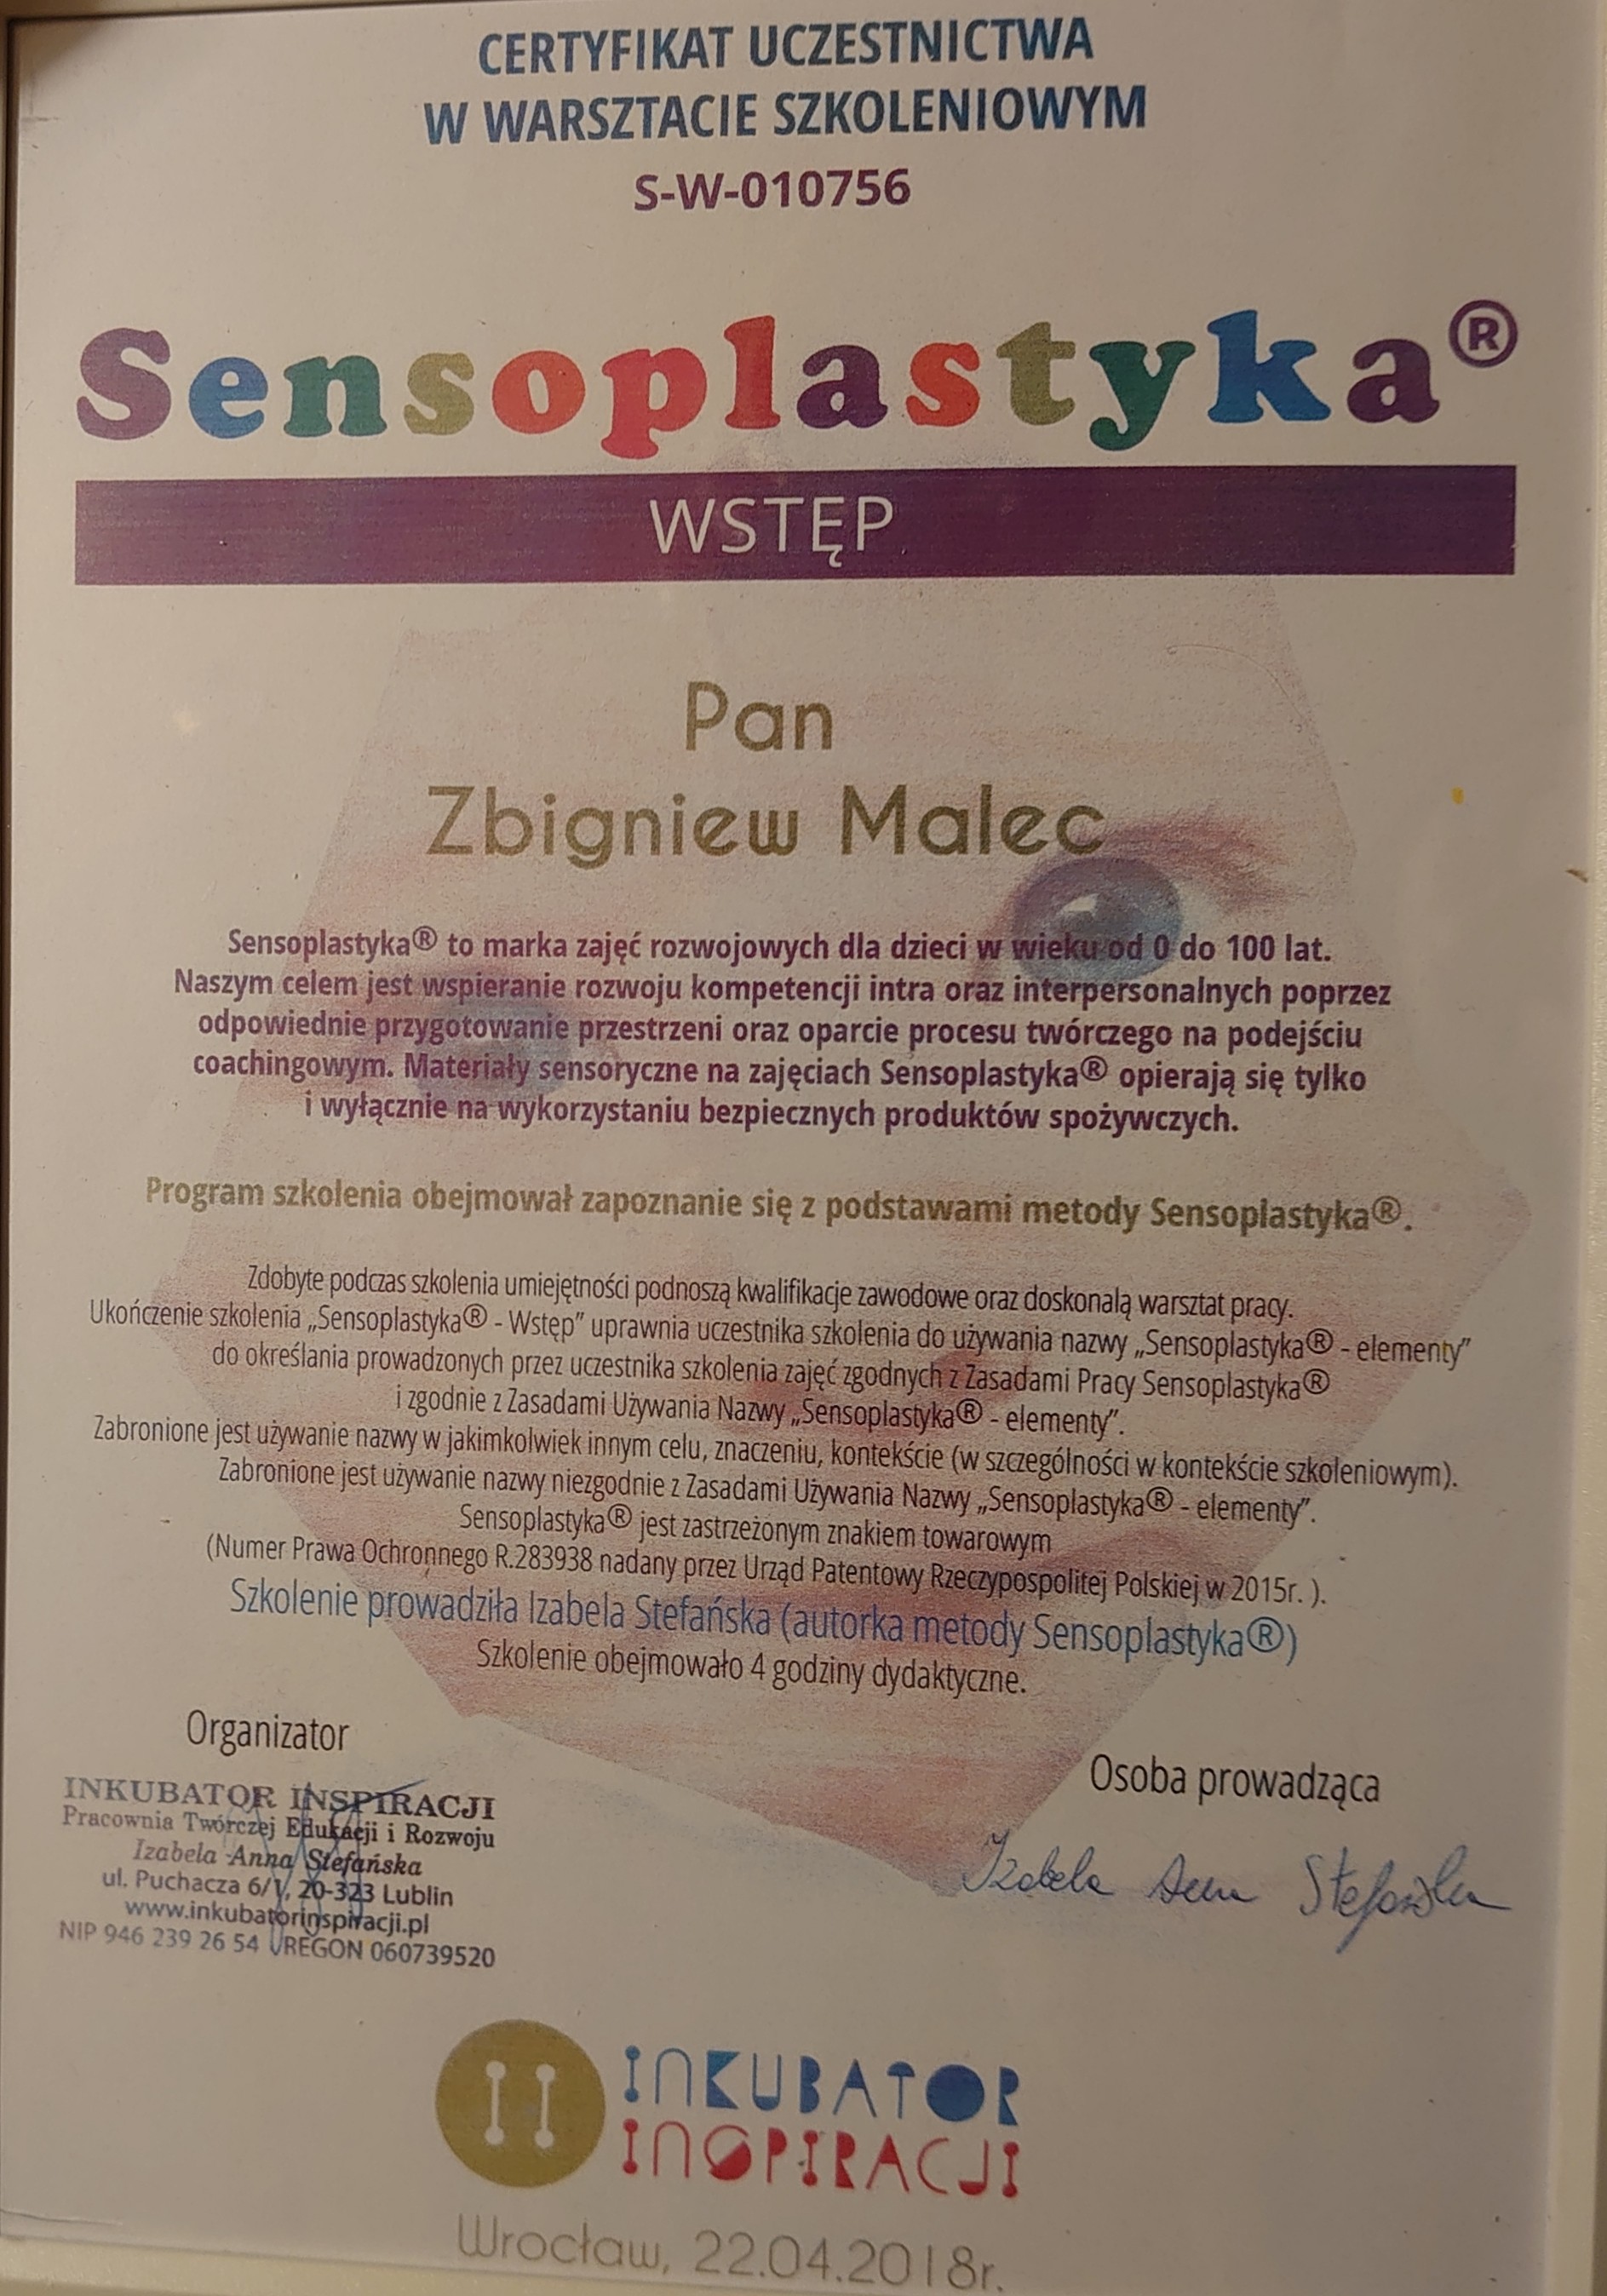 CERTYFIKAT UCZESTNICTWA
W WARSZTACIE SZKOLENIOWYM
S-W-010756
Sensoplastyka®
WSTĘP
Pan
Zbigniew Malec
Sensoplastyka® to marka zajęć rozwojowych dla dzieci w wieku od 0 do 100 lat.
Naszym celem jest wspieranie rozwoju kompetencji intra oraz interpersonalnych poprzez
odpowiednie przygotowanie przestrzeni oraz oparcie procesu twórczego na podejściu
coachingowym. Materiały sensoryczne na zajęciach Sensoplastyka® opierają się tylko
i wyłącznie na wykorzystaniu bezpiecznych produktów spożywczych.
Program szkolenia obejmował zapoznanie się z podstawami metody Sensoplastyka®.
Zdobyte podczas szkolenia umiejętności podnoszą kwalifikacje zawodowe oraz doskonalą warsztat pracy.
Ukończenie szkolenia „Sensoplastyka® - Wstęp” uprawnia uczestnika szkolenia do używania nazwy „Sensoplastyka® - elementy”
do określania prowadzonych przez uczestnika szkolenia zajęć zgodnych z Zasadami Pracy Sensoplastyka®
i zgodnie z Zasadami Używania Nazwy „Sensoplastyka® - elementy”.
Zabronione jest używanie nazwy w jakimkolwiek innym celu, znaczeniu, kontekście (w szczególności w kontekście szkoleniowym).
Zabronione jest używanie nazwy niezgodnie z Zasadami Używania Nazwy „Sensoplastyka® - elementy”.
Sensoplastyka® jest zastrzeżonym znakiem towarowym
(Numer Prawa Ochronnego R.283938 nadany przez Urząd Patentowy Rzeczypospolitej Polskiej w 2015r. ).
Szkolenie prowadziła Izabela Stefańska (autorka metody Sensoplastyka®)
Szkolenie obejmowało 4 godziny dydaktyczne.
Organizator
INKUBATOR INSPIRACJI
Pracownia Twórczej Edukacji i Rozwoju
Izabela Anna Stefańska
ul. Puchacza 6/1, 20-323 Lublin
www.inkubatorinspiracji.pl
NIP 946 239 26 54 REGON 060739520
Osoba prowadząca
Izabela Anna Stefańska
INKUBATOR
INSPIRACJI
Wrocław, 22.04.2018r.